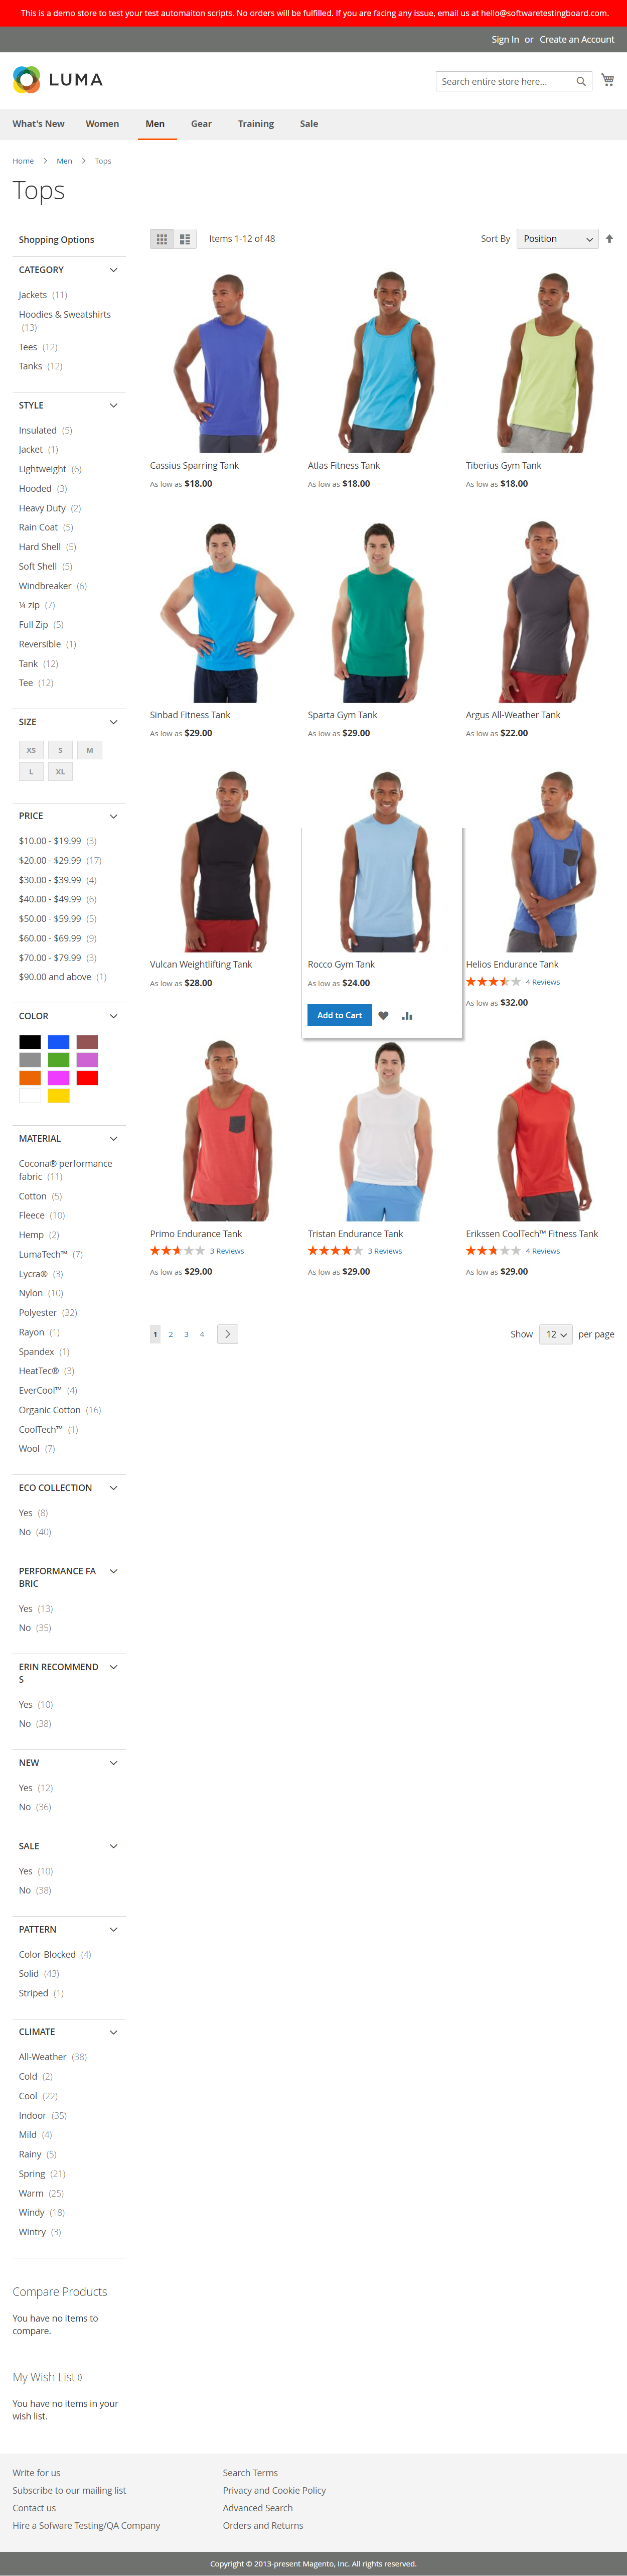 This is a demo store to test your test automaiton scripts. No orders will be fulfilled. If you are facing any issue, email us at hello@softwaretestingboard.com.
Sign In or Create an Account
LUMA
Search entire store here...
What's New Women Men Gear Training Sale
Home > Men > Tops
Tops
Shopping Options
CATEGORY
Jackets (11)
Hoodies & Sweatshirts
(13)
Tees (12)
Tanks (12)
STYLE
Insulated (5)
Jacket (1)
Lightweight (6)
Hooded (3)
Heavy Duty (2)
Rain Coat (5)
Hard Shell (5)
Soft Shell (5)
Windbreaker (6)
¼ zip (7)
Full Zip (5)
Reversible (1)
Tank (12)
Tee (12)
SIZE
XS S M
L XL
PRICE
$10.00 - $19.99 (3)
$20.00 - $29.99 (17)
$30.00 - $39.99 (4)
$40.00 - $49.99 (6)
$50.00 - $59.99 (5)
$60.00 - $69.99 (9)
$70.00 - $79.99 (3)
$90.00 and above (1)
COLOR
MATERIAL
Cocona® performance
fabric (11)
Cotton (5)
Fleece (10)
Hemp (2)
LumaTech™ (7)
Lycra® (3)
Nylon (10)
Polyester (32)
Rayon (1)
Spandex (1)
HeatTec® (3)
EverCool™ (4)
Organic Cotton (16)
CoolTech™ (1)
Wool (7)
ECO COLLECTION
Yes (8)
No (40)
PERFORMANCE FA
BRIC
Yes (13)
No (35)
ERIN RECOMMEND
S
Yes (10)
No (38)
NEW
Yes (12)
No (36)
SALE
Yes (10)
No (38)
PATTERN
Color-Blocked (4)
Solid (43)
Striped (1)
CLIMATE
All-Weather (38)
Cold (2)
Cool (22)
Indoor (35)
Mild (4)
Rainy (5)
Spring (21)
Warm (25)
Windy (18)
Wintry (3)
Compare Products
You have no items to
compare.
My Wish List ()
You have no items in your
wish list.
Items 1-12 of 48
Sort By Position
Cassius Sparring Tank
As low as $18.00
Atlas Fitness Tank
As low as $18.00
Tiberius Gym Tank
As low as $18.00
Sinbad Fitness Tank
As low as $29.00
Sparta Gym Tank
As low as $29.00
Argus All-Weather Tank
As low as $22.00
Vulcan Weightlifting Tank
As low as $28.00
Rocco Gym Tank
As low as $24.00
Add to Cart
Helios Endurance Tank
4 Reviews
As low as $32.00
Primo Endurance Tank
3 Reviews
As low as $29.00
Tristan Endurance Tank
3 Reviews
As low as $29.00
Erikssen CoolTech™ Fitness Tank
4 Reviews
As low as $29.00
1 2 3 4
Show 12 per page
Write for us
Subscribe to our mailing list
Contact us
Hire a Sofware Testing/QA Company
Search Terms
Privacy and Cookie Policy
Advanced Search
Orders and Returns
Copyright © 2013-present Magento, Inc. All rights reserved.